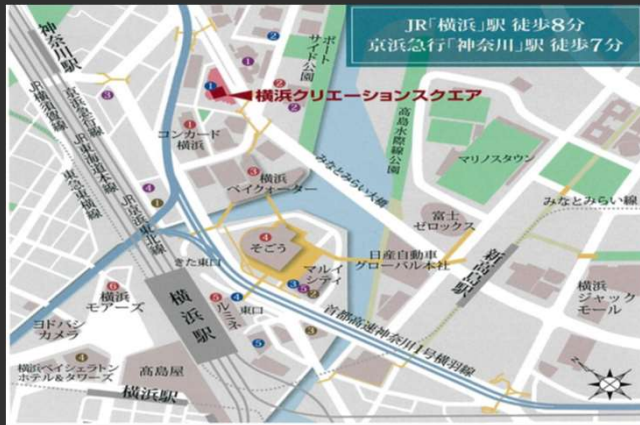 JR「横浜」駅 徒歩8分
京浜急行「神奈川」駅 徒歩7分
神奈川駅
ポートサイド公園
横浜クリエーションスクエア
JR横須賀線
京浜急行線
JR東海道本線
東急東横線
JR京浜東北線
コンカード横浜
高島水際線公園
マリノスタウン
みなとみらい大橋
横浜
ベイクォーター
みなとみらい線
富士
ゼロックス
そごう
日産自動車
グローバル本社
新高島駅
きた東口
マルイ
シティ
横浜
ジャック
モール
横浜
モアーズ
横浜駅
ルミネ
東口
首都高速神奈川1号横羽線
ヨドバシ
カメラ
横浜ベイシェラトン
ホテル&タワーズ
高島屋
横浜駅
N